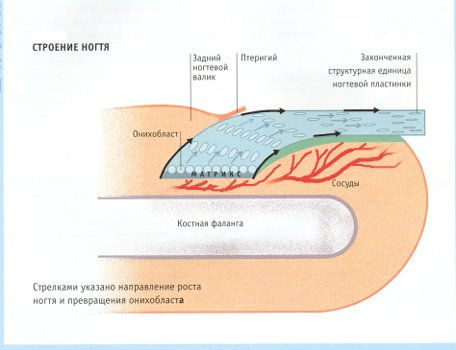 СТРОЕНИЕ НОГТЯ
Задний
ногтевой
валик
Птеригий
Законченная
структурная единица
ногтевой пластинки
Онихобласт
МАТРИКС
Сосуды
Костная фаланга
Стрелками указано направление роста
ногтя и превращения онихобласта